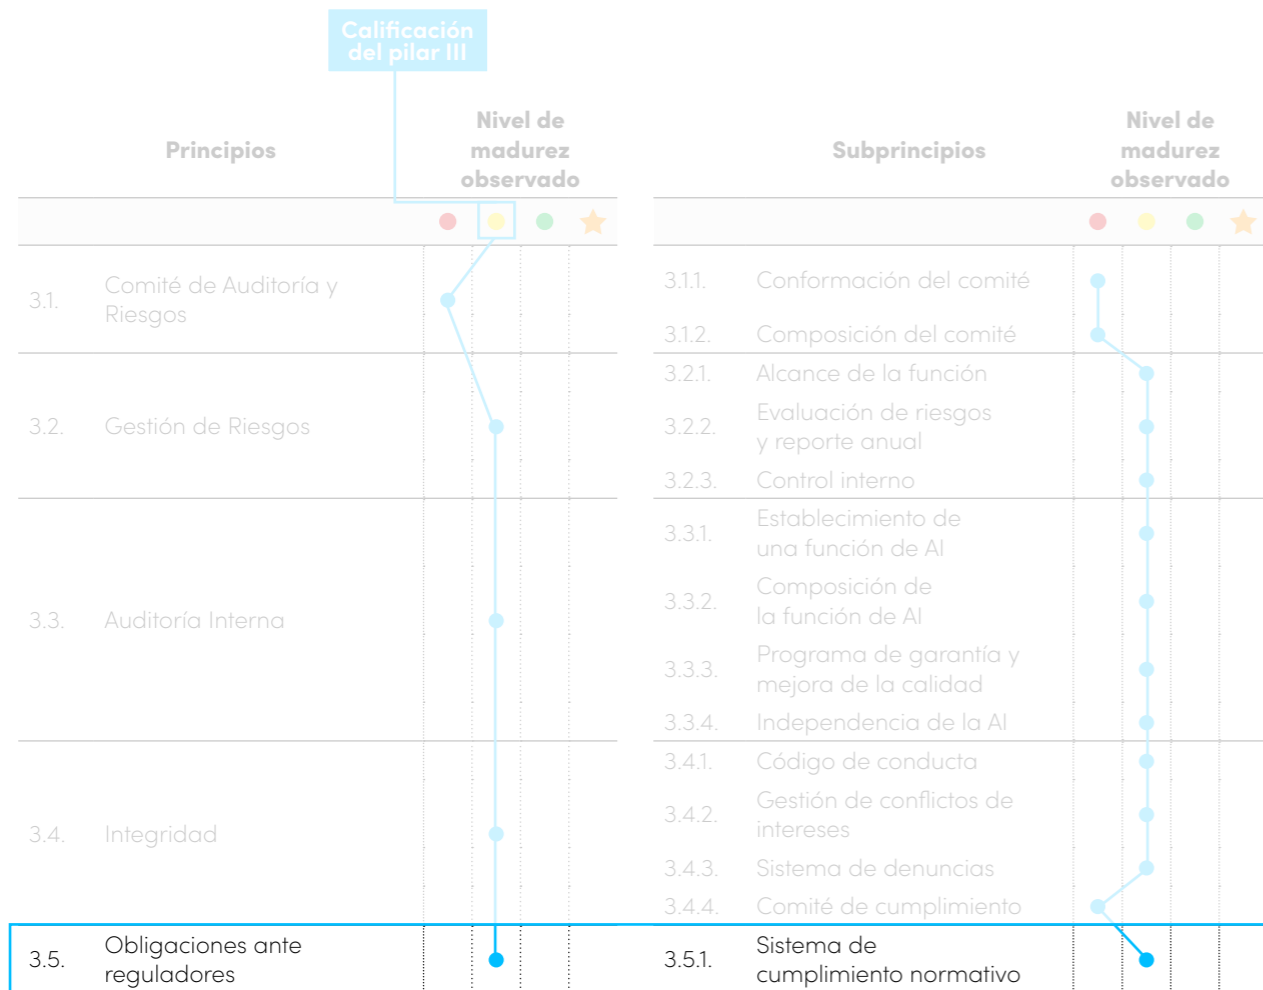 Calificación
del pilar III
Principios
Nivel de
madurez
observado
Subprincipios
Nivel de
madurez
observado
3.1.
Comité de Auditoría y
Riesgos
3.1.1.
Conformación del comité
3.1.2.
Composición del comité
3.2.
Gestión de Riesgos
3.2.1.
Alcance de la función
3.2.2.
Evaluación de riesgos
y reporte anual
3.2.3.
Control interno
3.3.
Auditoría Interna
3.3.1.
Establecimiento de
una función de AI
3.3.2.
Composición de
la función de AI
3.3.3.
Programa de garantía y
mejora de la calidad
3.3.4.
Independencia de la AI
3.4.
Integridad
3.4.1.
Código de conducta
3.4.2.
Gestión de conflictos de
intereses
3.4.3.
Sistema de denuncias
3.4.4.
Comité de cumplimiento
3.5.
Obligaciones ante
reguladores
3.5.1.
Sistema de
cumplimiento normativo